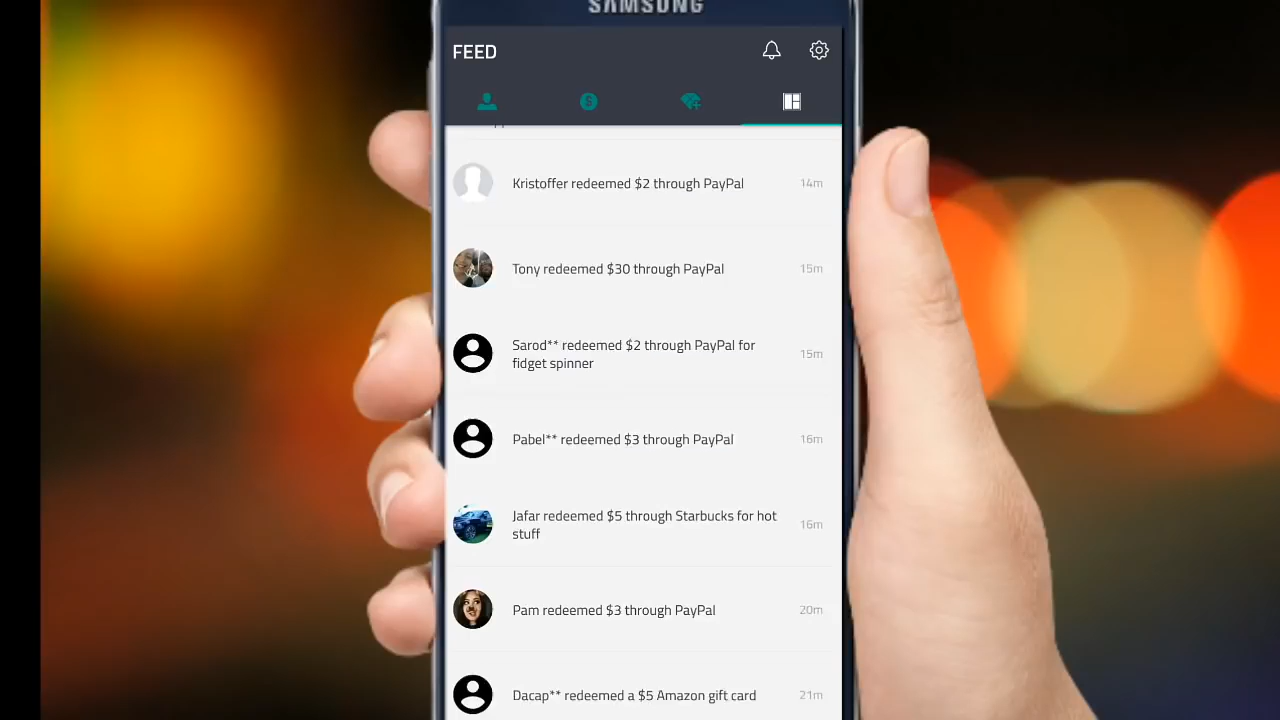 SAMSUNG
FEED
Kristoffer redeemed $2 through PayPal
14m
Tony redeemed $30 through PayPal
15m
Sarod** redeemed $2 through PayPal for
fidget spinner
15m
Pabel** redeemed $3 through PayPal
16m
Jafar redeemed $5 through Starbucks for hot
stuff
16m
Pam redeemed $3 through PayPal
20m
Dacap** redeemed a $5 Amazon gift card
21m